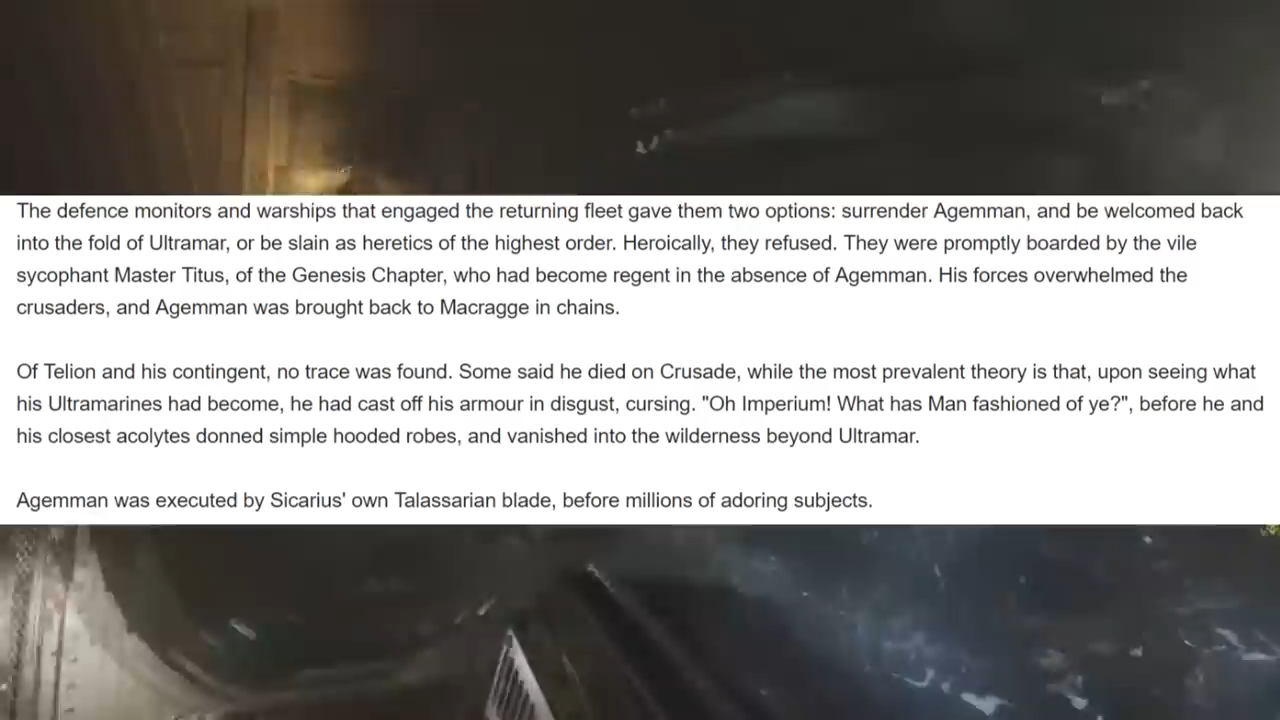 The defence monitors and warships that engaged the returning fleet gave them two options: surrender Agemman, and be welcomed back
into the fold of Ultramar, or be slain as heretics of the highest order. Heroically, they refused. They were promptly boarded by the vile
sycophant Master Titus, of the Genesis Chapter, who had become regent in the absence of Agemman. His forces overwhelmed the
crusaders, and Agemman was brought back to Macragge in chains.
Of Telion and his contingent, no trace was found. Some said he died on Crusade, while the most prevalent theory is that, upon seeing what
his Ultramarines had become, he had cast off his armour in disgust, cursing. "Oh Imperium! What has Man fashioned of ye?", before he and
his closest acolytes donned simple hooded robes, and vanished into the wilderness beyond Ultramar.
Agemman was executed by Sicarius' own Talassarian blade, before millions of adoring subjects.